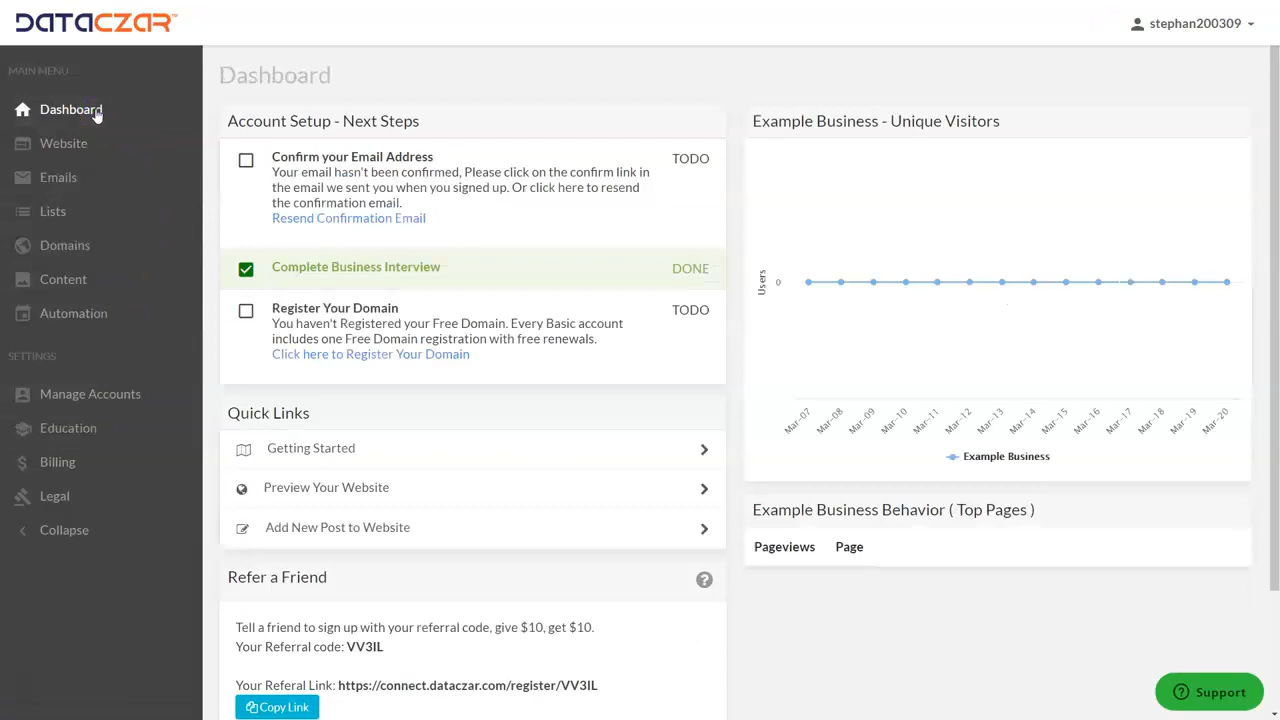 DATACZAR
stephan200309
MAIN MENU
Dashboard
Website
Emails
Lists
Domains
Content
Automation
SETTINGS
Manage Accounts
Education
Billing
Legal
Collapse
Dashboard
Account Setup - Next Steps
Confirm your Email Address
TODO
Your email hasn't been confirmed, Please click on the confirm link in
the email we sent you when you signed up. Or click here to resend
the confirmation email.
Resend Confirmation Email
Complete Business Interview
DONE
Register Your Domain
TODO
You haven't Registered your Free Domain. Every Basic account
includes one Free Domain registration with free renewals.
Click here to Register Your Domain
Quick Links
Getting Started
Preview Your Website
Add New Post to Website
Refer a Friend
Tell a friend to sign up with your referral code, give $10, get $10.
Your Referral code: VV3IL
Your Referal Link: https://connect.dataczar.com/register/VV3IL
Copy Link
Example Business - Unique Visitors
Users
0
Mar-07
Mar-08
Mar-09
Mar-10
Mar-11
Mar-12
Mar-13
Mar-14
Mar-15
Mar-16
Mar-17
Mar-18
Mar-19
Mar-20
Example Business
Example Business Behavior ( Top Pages )
Pageviews Page
Support